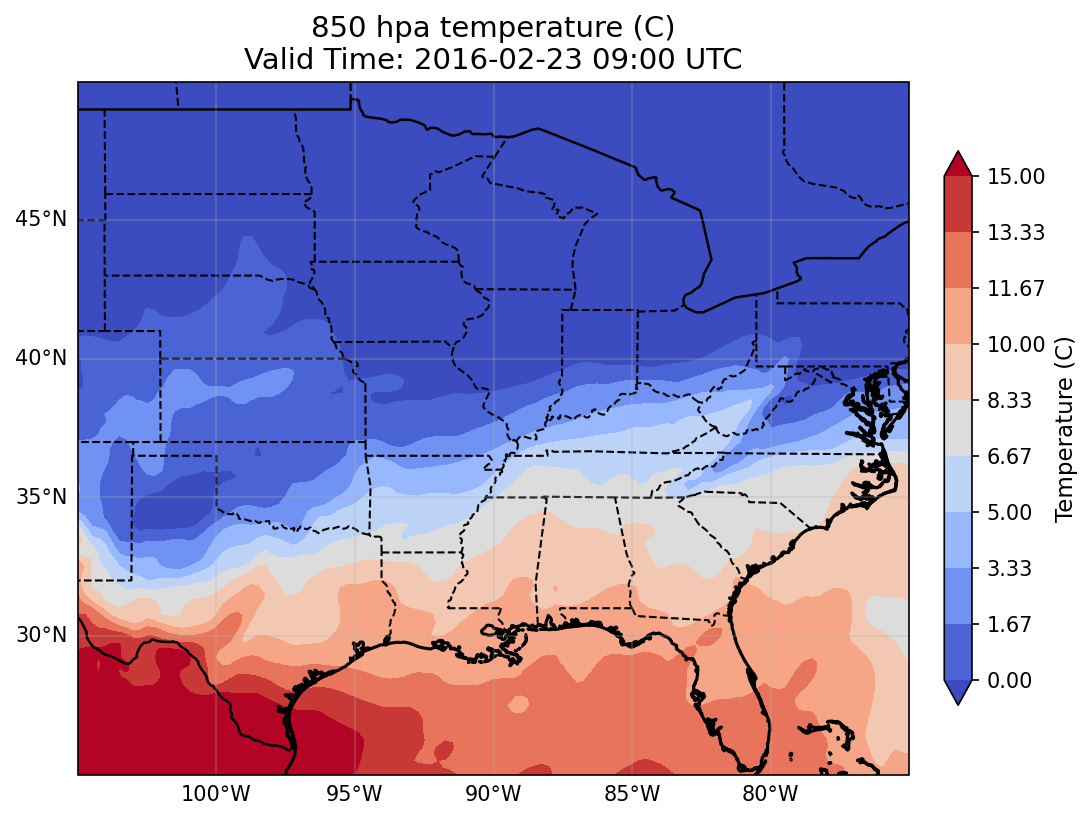 850 hpa temperature (C)
Valid Time: 2016-02-23 09:00 UTC
45°N
40°N
35°N
30°N
100°W
95°W
90°W
85°W
80°W
15.00
13.33
11.67
10.00
8.33
6.67
5.00
3.33
1.67
0.00
Temperature (C)